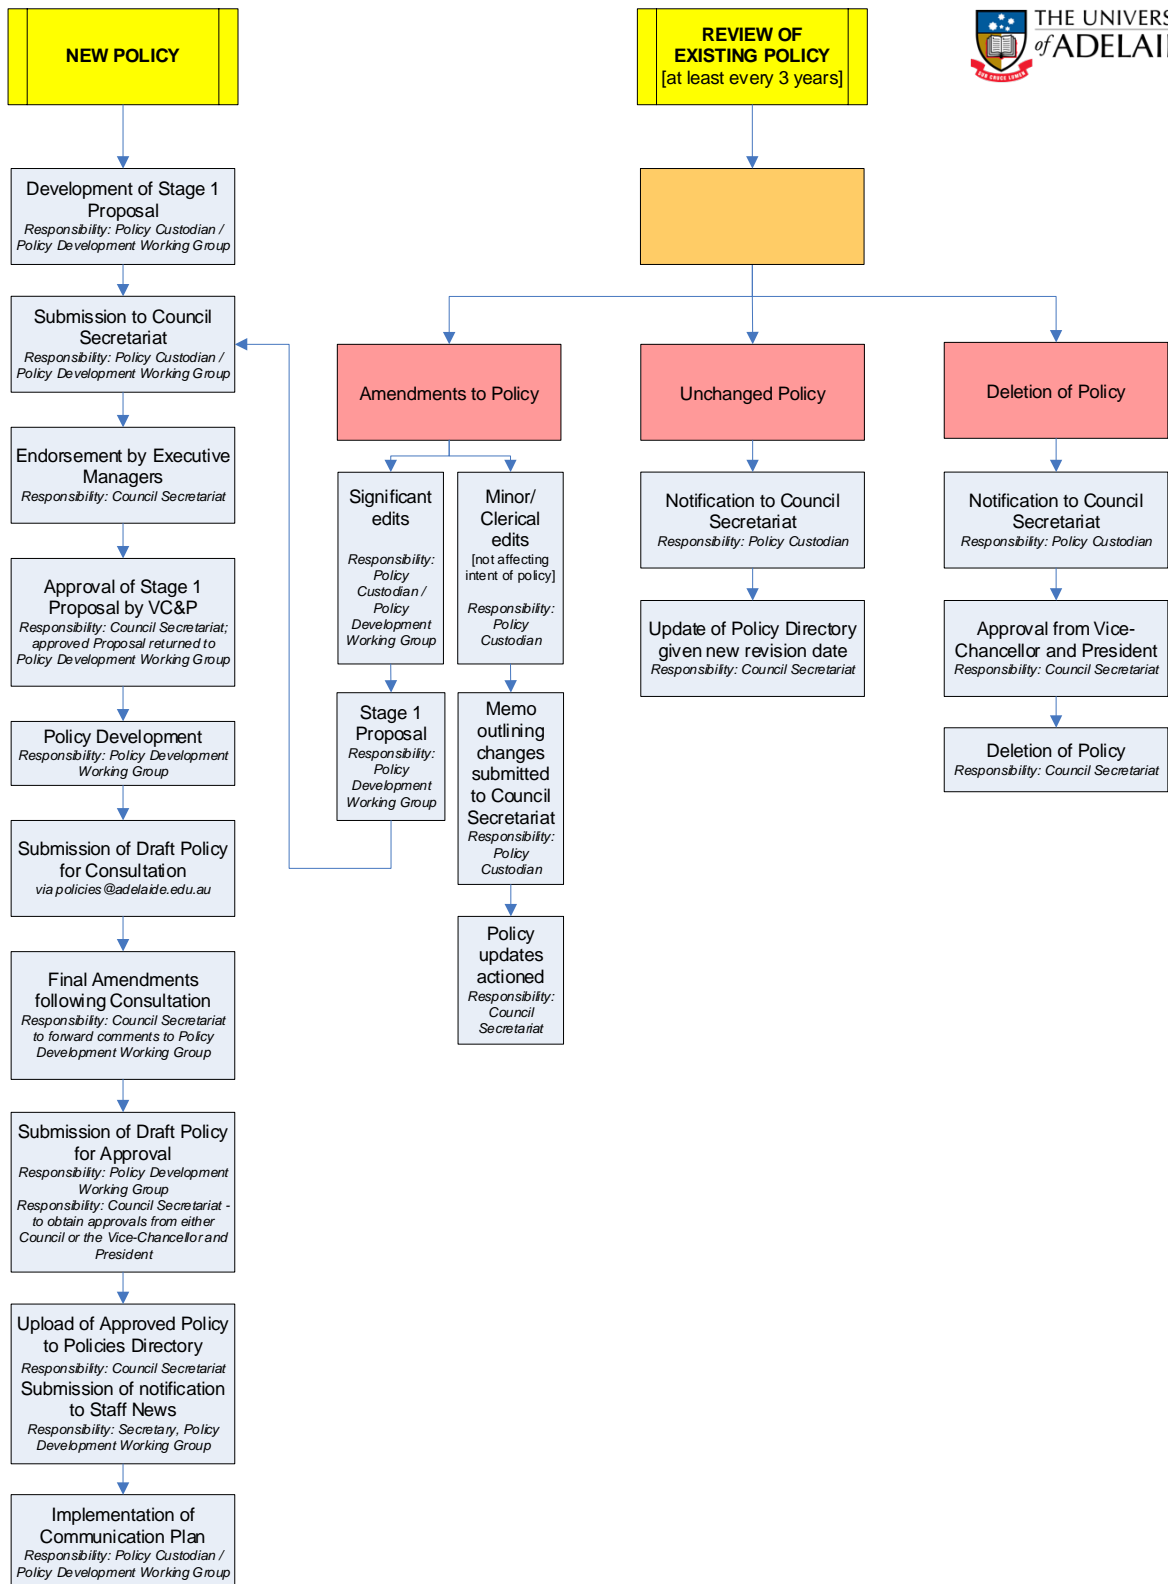 NEW POLICY
Development of Stage 1
Proposal
Responsibility: Policy Custodian /
Policy Development Working Group
Submission to Council
Secretariat
Responsibility: Policy Custodian /
Policy Development Working Group
Endorsement by Executive
Managers
Responsibility: Council Secretariat
Approval of Stage 1
Proposal by VC&P
Responsibility: Council Secretariat;
approved Proposal returned to
Policy Development Working Group
Policy Development
Responsibility: Policy Development
Working Group
Submission of Draft Policy
for Consultation
via policies@adelaide.edu.au
Final Amendments
following Consultation
Responsibility: Council Secretariat
to forward comments to Policy
Development Working Group
Submission of Draft Policy
for Approval
Responsibility: Policy Development
Working Group
Responsibility: Council Secretariat -
to obtain approvals from either
Council or the Vice-Chancellor and
President
Upload of Approved Policy
to Policies Directory
Responsibility: Council Secretariat
Submission of notification
to Staff News
Responsibility: Secretary, Policy
Development Working Group
Implementation of
Communication Plan
Responsibility: Policy Custodian /
Policy Development Working Group
REVIEW OF
EXISTING POLICY
[at least every 3 years]
Amendments to Policy
Significant
edits
Responsibility:
Policy
Custodian /
Policy
Development
Working Group
Stage 1
Proposal
Responsibility:
Policy
Development
Working Group
Minor/
Clerical
edits
[not affecting
intent of policy]
Responsibility:
Policy
Custodian
Memo
outlining
changes
submitted
to Council
Secretariat
Responsibility:
Policy
Custodian
Policy
updates
actioned
Responsibility:
Council
Secretariat
Unchanged Policy
Notification to Council
Secretariat
Responsibility: Policy Custodian
Update of Policy Directory
given new revision date
Responsibility: Council Secretariat
Deletion of Policy
Notification to Council
Secretariat
Responsibility: Policy Custodian
Approval from Vice-
Chancellor and President
Responsibility: Council Secretariat
Deletion of Policy
Responsibility: Council Secretariat
THE UNIVERS
of ADELAI
SUB CRUCE LUMEN